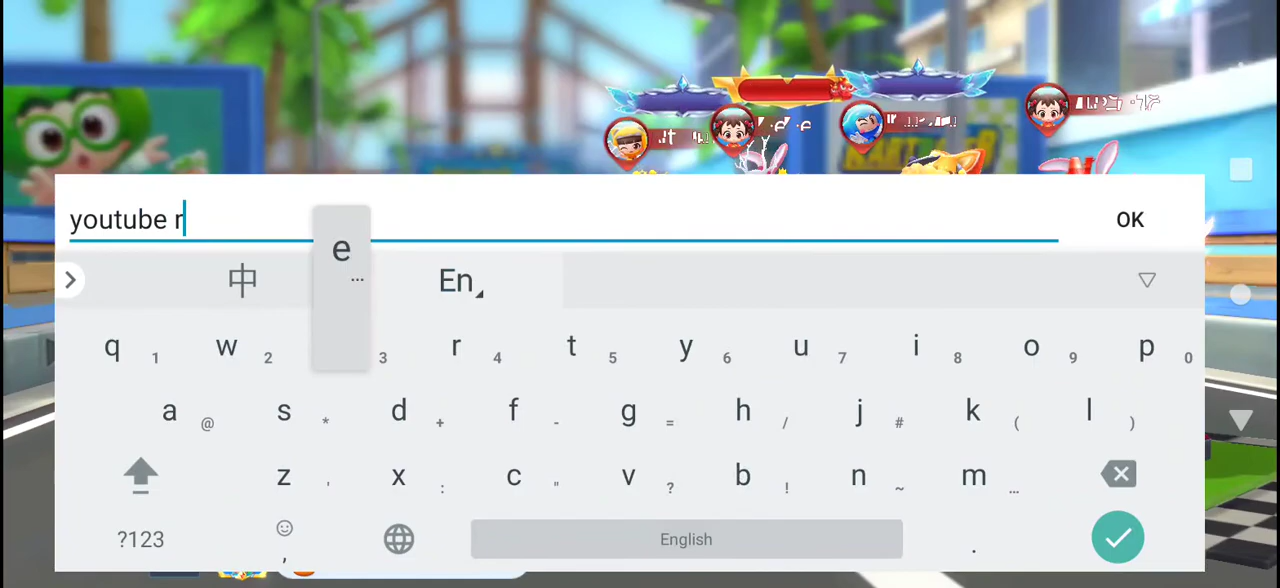 youtube r
OK
e
...
中
En
q 1 w 2 3 r 4 t 5 y 6 u 7 i 8 o 9 p 0
a @ s * d + f - g = h / j # k ( l )
z ' x : c " v ? b ! n ~ m ...
?123 , English .